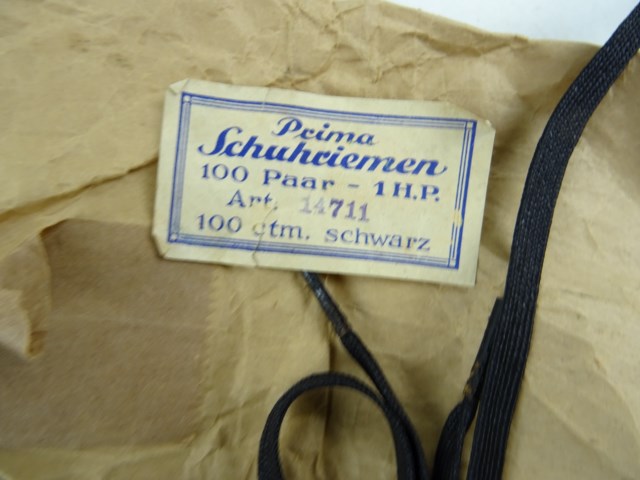 Prima
Schuhriemen
100 Paar - 1 H.P.
Art. 14711
100 ctm. schwarz